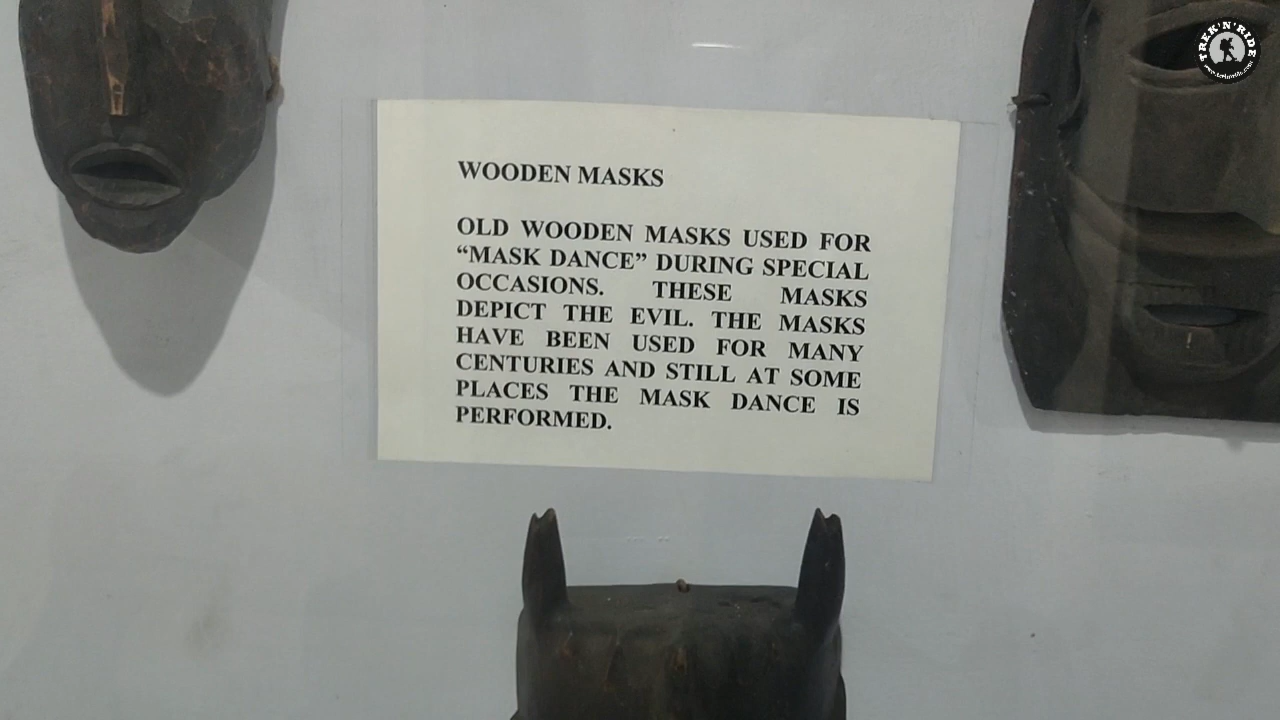 WOODEN MASKS
OLD WOODEN MASKS USED FOR
“MASK DANCE” DURING SPECIAL
OCCASIONS. THESE MASKS
DEPICT THE EVIL. THE MASKS
HAVE BEEN USED FOR MANY
CENTURIES AND STILL AT SOME
PLACES THE MASK DANCE IS
PERFORMED.
TREK'N'RIDE